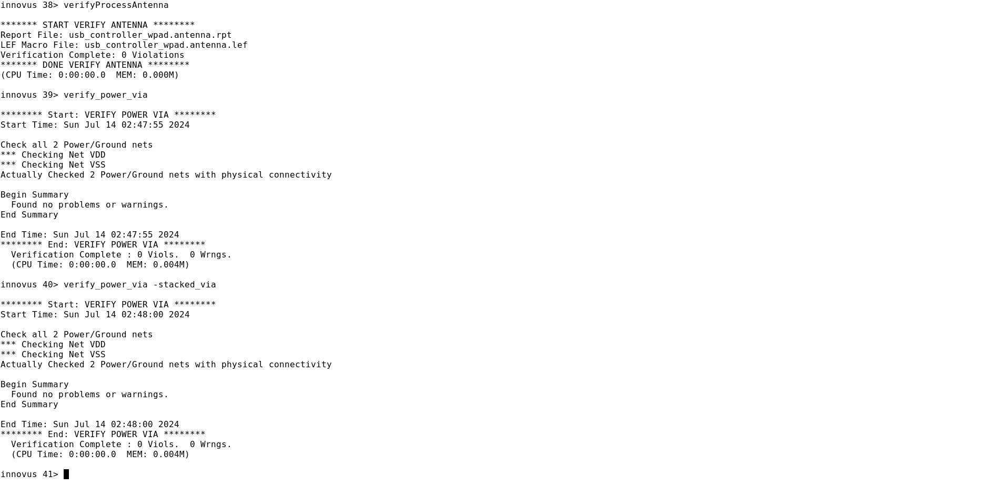 innovus 38> verifyProcessAntenna
******* START VERIFY ANTENNA ********
Report File: usb_controller_wpad.antenna.rpt
LEF Macro File: usb_controller_wpad.antenna.lef
Verification Complete: 0 Violations
******* DONE VERIFY ANTENNA ********
(CPU Time: 0:00:00.0  MEM: 0.000M)
innovus 39> verify_power_via
******** Start: VERIFY POWER VIA ********
Start Time: Sun Jul 14 02:47:55 2024
Check all 2 Power/Ground nets
*** Checking Net VDD
*** Checking Net VSS
Actually Checked 2 Power/Ground nets with physical connectivity
Begin Summary
  Found no problems or warnings.
End Summary
End Time: Sun Jul 14 02:47:55 2024
******** End: VERIFY POWER VIA ********
  Verification Complete : 0 Viols.  0 Wrngs.
  (CPU Time: 0:00:00.0  MEM: 0.004M)
innovus 40> verify_power_via -stacked_via
******** Start: VERIFY POWER VIA ********
Start Time: Sun Jul 14 02:48:00 2024
Check all 2 Power/Ground nets
*** Checking Net VDD
*** Checking Net VSS
Actually Checked 2 Power/Ground nets with physical connectivity
Begin Summary
  Found no problems or warnings.
End Summary
End Time: Sun Jul 14 02:48:00 2024
******** End: VERIFY POWER VIA ********
  Verification Complete : 0 Viols.  0 Wrngs.
  (CPU Time: 0:00:00.0  MEM: 0.004M)
innovus 41>